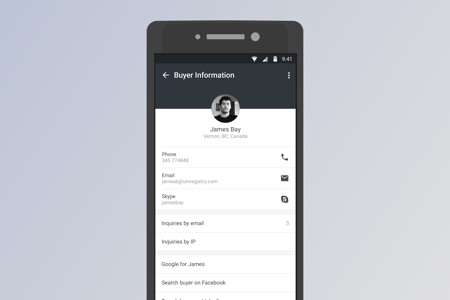 9:41
Buyer Information
James Bay
Vernon, BC, Canada
Phone
345 774848
Email
jamesb@uniregistry.com
Skype
jamesbay
Inquiries by email 3
Inquiries by IP
Google for James
Search buyer on Facebook